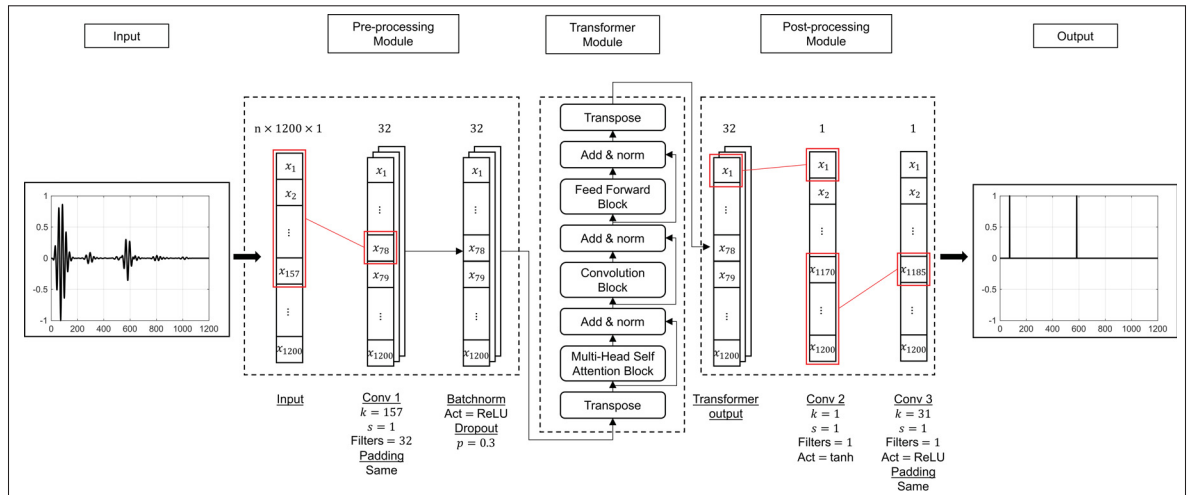 Input
Pre-processing
Module
Transformer
Module
Post-processing
Module
Output
1
0.5
0
-0.5
-1
0 200 400 600 800 1000 1200
n × 1200 × 1
x₁
x₂
⋮
x₁₅₇
⋮
x₁₂₀₀
Input
32
x₁
⋮
x₇₈
x₇₉
⋮
x₁₂₀₀
Conv 1
k = 157
s = 1
Filters = 32
Padding
Same
32
x₁
⋮
x₇₈
x₇₉
⋮
x₁₂₀₀
Batchnorm
Act = ReLU
Dropout
p = 0.3
Transpose
Add & norm
Feed Forward
Block
Add & norm
Convolution
Block
Add & norm
Multi-Head Self
Attention Block
Transpose
32
x₁
⋮
x₇₈
x₇₉
⋮
x₁₂₀₀
Transformer
output
1
x₁
x₂
⋮
x₁₁₇₀
⋮
x₁₂₀₀
Conv 2
k = 1
s = 1
Filters = 1
Act = tanh
1
x₁
x₂
⋮
x₁₁₈₅
⋮
x₁₂₀₀
Conv 3
k = 31
s = 1
Filters = 1
Act = ReLU
Padding
Same
1
0.5
0
-0.5
-1
0 200 400 600 800 1000 1200